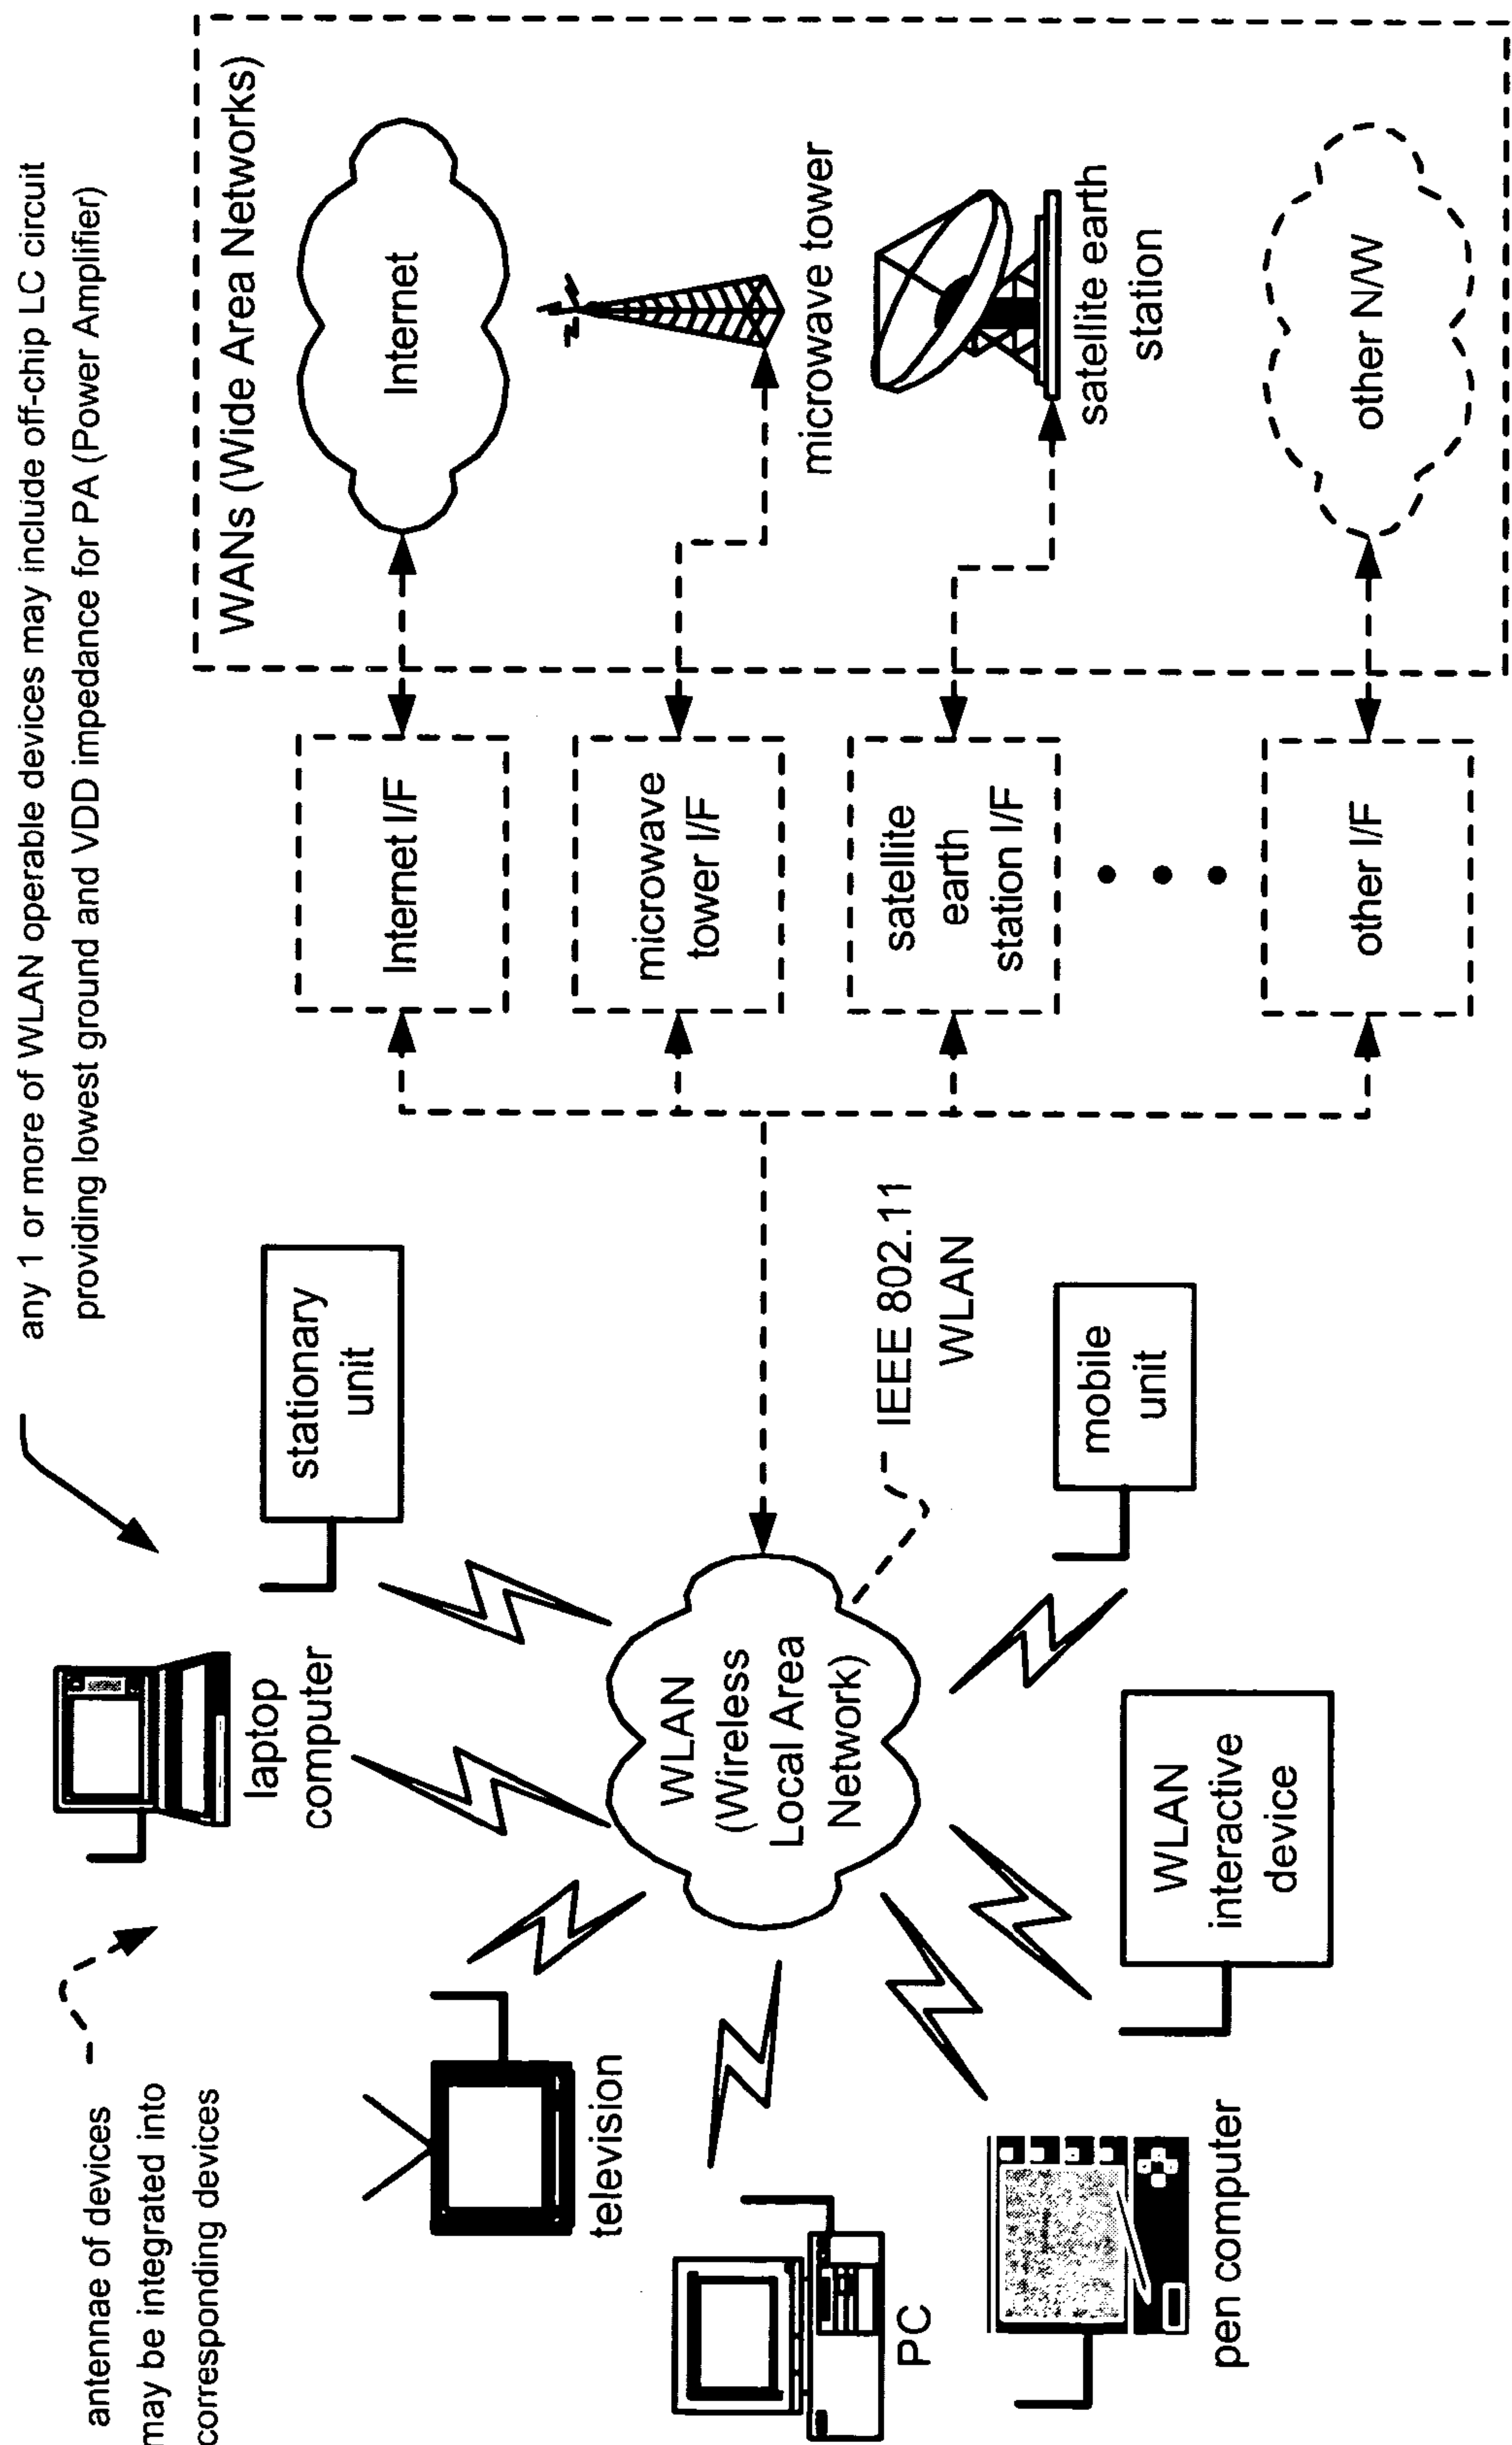 any 1 or more of WLAN operable devices may include off-chip LC circuit
providing lowest ground and VDD impedance for PA (Power Amplifier)
antennae of devices
may be integrated into
corresponding devices
laptop
computer
stationary
unit
television
PC
pen computer
WLAN
interactive
device
mobile
unit
WLAN
(Wireless
Local Area
Network)
IEEE 802.11
WLAN
Internet I/F
microwave
tower I/F
satellite
earth
station I/F
other I/F
WANs (Wide Area Networks)
Internet
microwave tower
satellite earth
station
other N/W